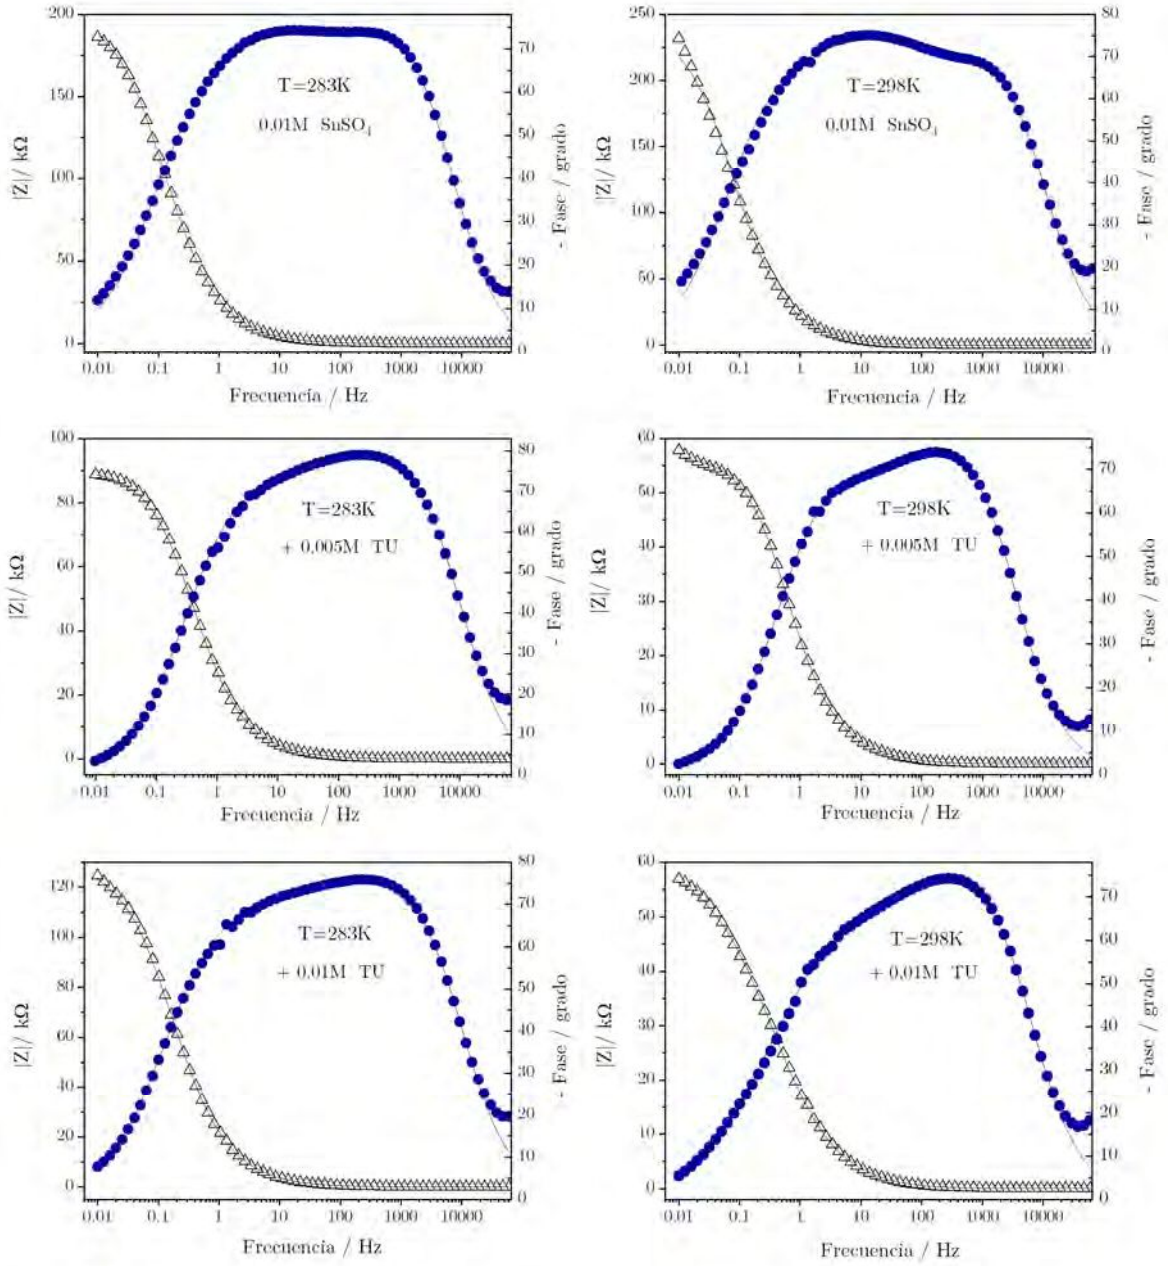 200
150
100
50
0
|Z|/ kΩ
T=283K
0.01M SnSO₄
70
60
50
40
30
20
10
0
- Fase / grado
0.01 0.1 1 10 100 1000 10000
Frecuencia / Hz
250
200
150
100
50
0
|Z|/ kΩ
T=298K
0.01M SnSO₄
80
70
60
50
40
30
20
10
0
- Fase / grado
0.01 0.1 1 10 100 1000 10000
Frecuencía / Hz
100
80
60
40
20
0
|Z|/ kΩ
T=283K
+ 0.005M TU
80
70
60
50
40
30
20
10
0
- Fase / grado
0.01 0.1 1 10 100 1000 10000
Frecuencia / Hz
60
50
40
30
20
10
0
|Z|/ kΩ
T=298K
+ 0.005M TU
70
60
50
40
30
20
10
0
- Fase / grado
0.01 0.1 1 10 100 1000 10000
Frecuencia / Hz
120
100
80
60
40
20
0
|Z|/ kΩ
T=283K
+ 0.01M TU
80
70
60
50
40
30
20
10
0
- Fase / grado
0.01 0.1 1 10 100 1000 10000
Frecuencia / Hz
60
50
40
30
20
10
0
|Z|/ kΩ
T=298K
+ 0.01M TU
70
60
50
40
30
20
10
0
- Fase / grado
0.01 0.1 1 10 100 1000 10000
Frecuencia / Hz